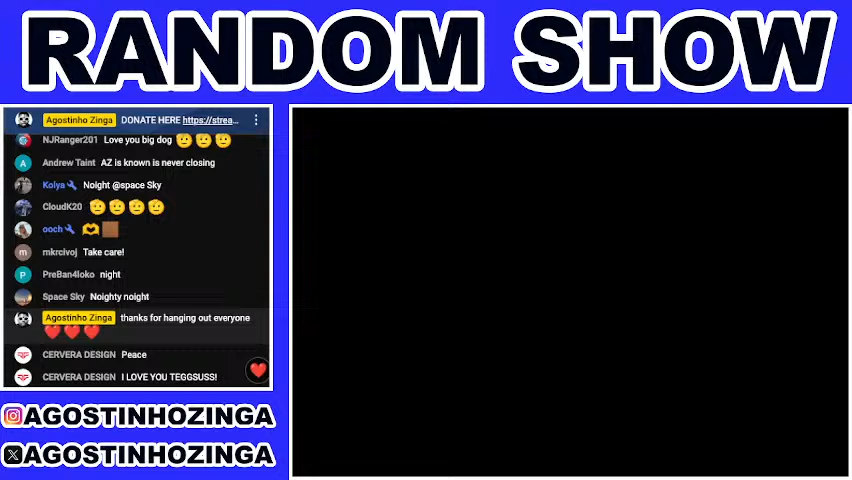 RANDOM SHOW
Agostinho Zinga DONATE HERE https://strea...
NJRanger201 Love you big dog
Andrew Taint AZ is known is never closing
Kolya Noight @space Sky
CloudK20
ooch
mkrcivoj Take care!
PreBan4loko night
Space Sky Noighty noight
Agostinho Zinga thanks for hanging out everyone
CERVERA DESIGN Peace
CERVERA DESIGN I LOVE YOU TEGGSUSS!
@AGOSTINHOZINGA
@AGOSTINHOZINGA